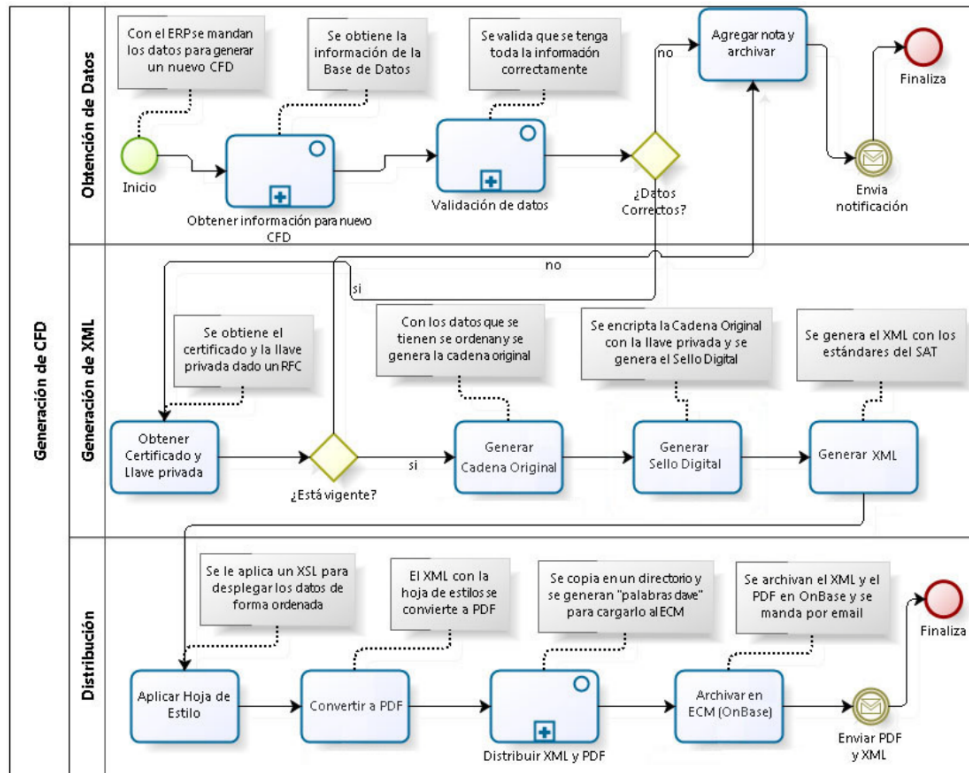 Generación de CFD
Obtención de Datos
Con el ERP se mandan
los datos para generar
un nuevo CFD
Se obtiene la
información de la
Base de Datos
Se valida que se tenga
toda la información
correctamente
no
Agregar nota y
archivar
Finaliza
Inicio
Obtener información para nuevo
CFD
Validación de datos
¿Datos
Correctos?
Envia
notificación
Generación de XML
no
si
Se obtiene el
certificado y la llave
privada dado un RFC
Con los datos que se
tienen se ordenan y se
genera la cadena original
Se encripta la Cadena Original
con la llave privada y se
genera el Sello Digital
Se genera el XML con los
estándares del SAT
Obtener
Certificado y
Llave privada
¿Está vigente?
si
Generar
Cadena Original
Generar
Sello Digital
Generar XML
Distribución
Se le aplica un XSL para
desplegar los datos de
forma ordenada
El XML con la
hoja de estilos se
convierte a PDF
Se copia en un directorio y
se generan "palabras clave"
para cargarlo al ECM
Se archivan el XML y el
PDF en OnBase y se
manda por email
Finaliza
Aplicar Hoja de
Estilo
Convertir a PDF
Distribuir XML y PDF
Archivar en
ECM (OnBase)
Enviar PDF
y XML